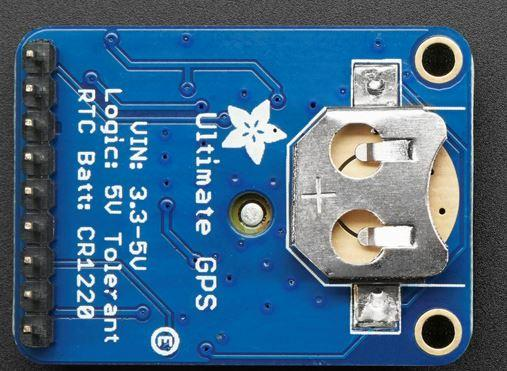 Ultimate GPS
VIN: 3.3-5V
Logic: 5V Tolerant
RTC Batt: CR1220
+
E